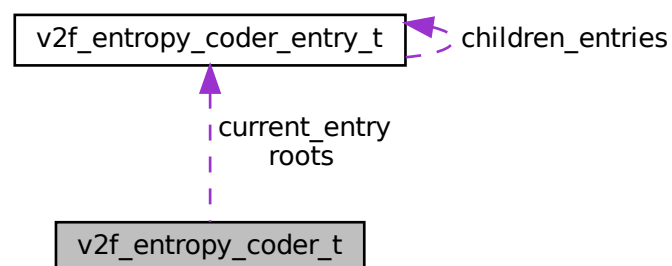 v2f_entropy_coder_entry_t
children_entries
current_entry
roots
v2f_entropy_coder_t